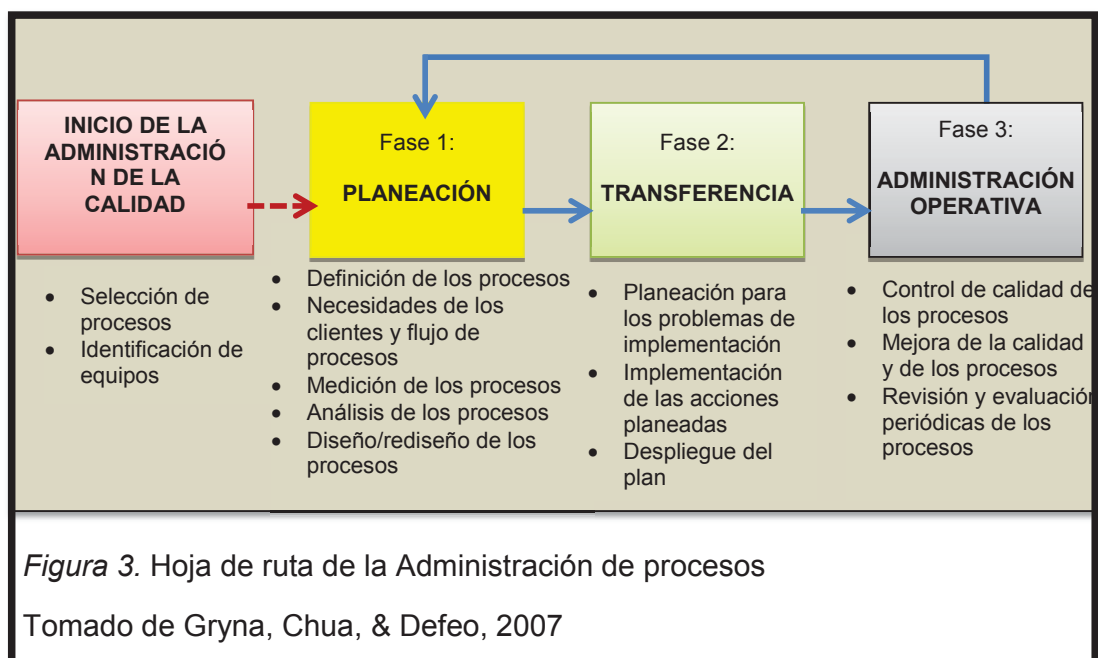 INICIO DE LA
ADMINISTRACIÓ
N DE LA
CALIDAD
• Selección de
procesos
• Identificación de
equipos
Fase 1:
PLANEACIÓN
• Definición de los procesos
• Necesidades de los
clientes y flujo de
procesos
• Medición de los procesos
• Análisis de los procesos
• Diseño/rediseño de los
procesos
Fase 2:
TRANSFERENCIA
• Planeación para
los problemas de
implementación
• Implementación
de las acciones
planeadas
• Despliegue del
plan
Fase 3:
ADMINISTRACIÓN
OPERATIVA
• Control de calidad de
los procesos
• Mejora de la calidad
y de los procesos
• Revisión y evaluación
periódicas de los
procesos
Figura 3. Hoja de ruta de la Administración de procesos
Tomado de Gryna, Chua, & Defeo, 2007